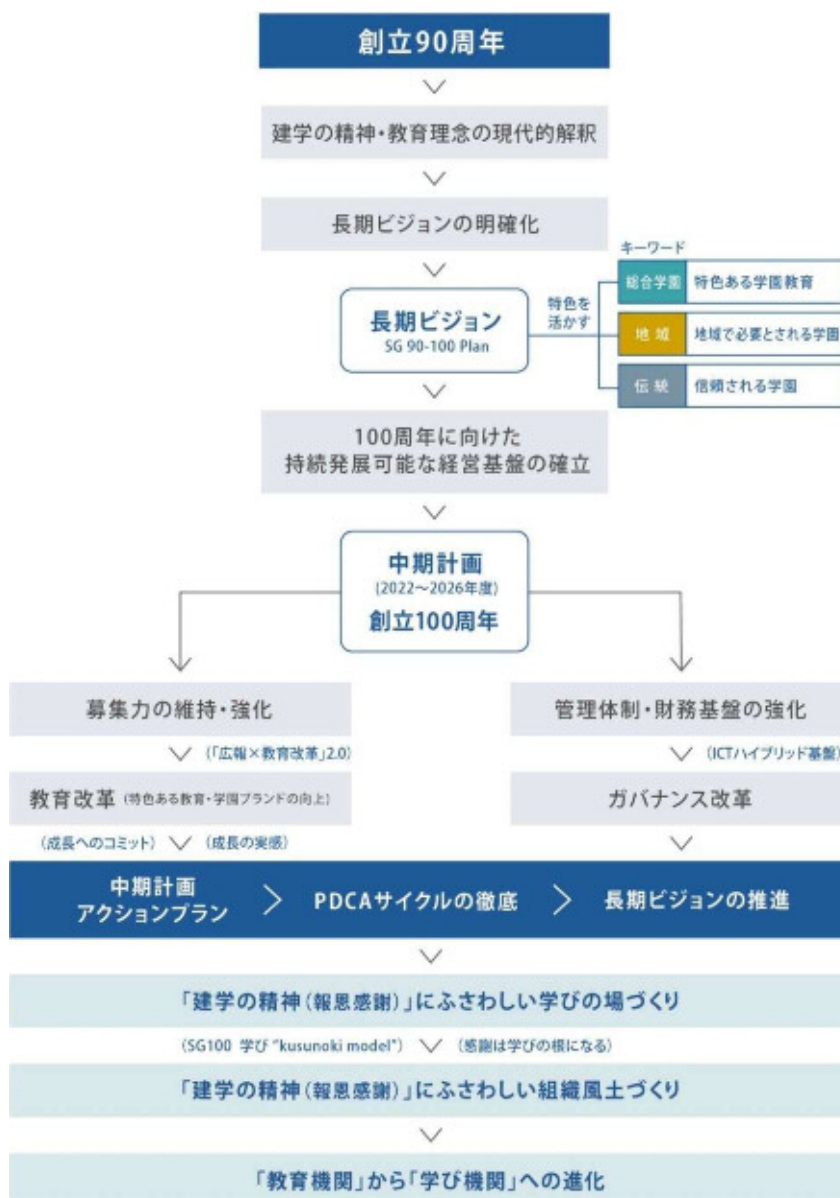 創立90周年
建学の精神・教育理念の現代的解釈
長期ビジョンの明確化
長期ビジョン
SG 90-100 Plan
特色を
活かす
キーワード
総合学園 特色ある学園教育
地域 地域で必要とされる学園
伝統 信頼される学園
100周年に向けた
持続発展可能な経営基盤の確立
中期計画
(2022～2026年度)
創立100周年
募集力の維持・強化
(「広報×教育改革」2.0)
教育改革 (特色ある教育・学園ブランドの向上)
(成長へのコミット) (成長の実感)
管理体制・財務基盤の強化
(ICTハイブリッド基盤)
ガバナンス改革
中期計画
アクションプラン
PDCAサイクルの徹底
長期ビジョンの推進
「建学の精神(報恩感謝)」にふさわしい学びの場づくり
(SG100 学び "kusunoki model") (感謝は学びの根になる)
「建学の精神(報恩感謝)」にふさわしい組織風土づくり
「教育機関」から「学び機関」への進化